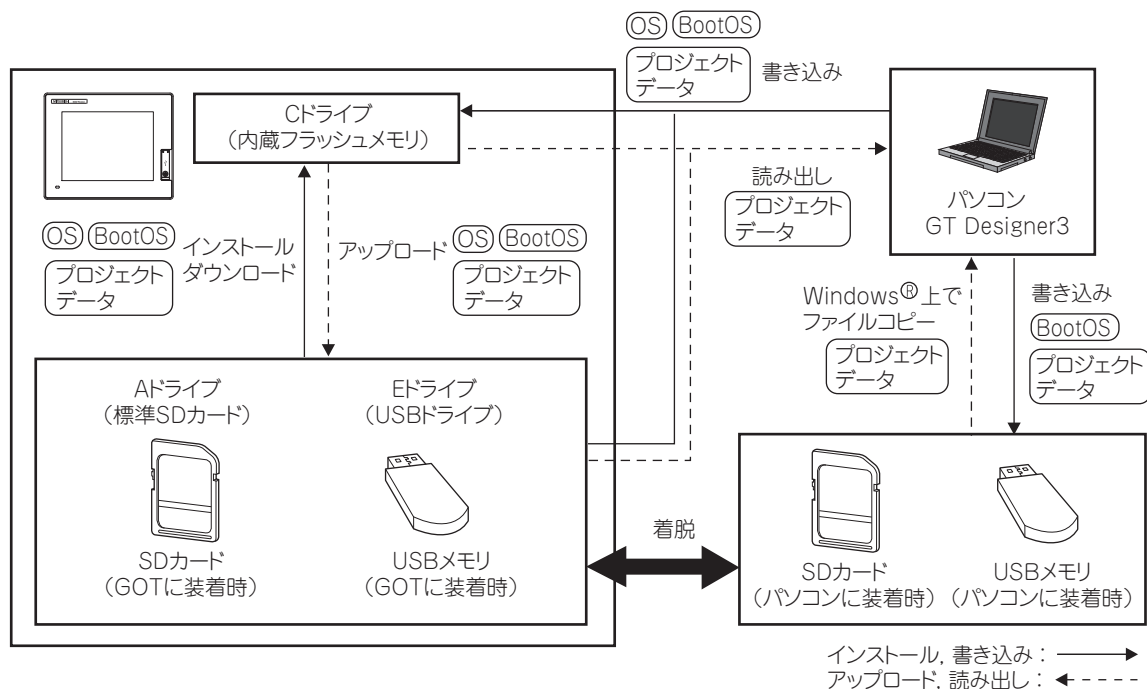 OS BootOS
プロジェクト
データ
書き込み
Cドライブ
(内蔵フラッシュメモリ)
読み出し
プロジェクト
データ
パソコン
GT Designer3
OS BootOS
プロジェクト
データ
インストール
ダウンロード
アップロード
OS BootOS
プロジェクト
データ
Windows® 上で
ファイルコピー
プロジェクト
データ
書き込み
BootOS
プロジェクト
データ
Aドライブ
(標準SDカード)
Eドライブ
(USBドライブ)
SDカード
(GOTに装着時)
USBメモリ
(GOTに装着時)
着脱
SDカード
(パソコンに装着時)
USBメモリ
(パソコンに装着時)
インストール, 書き込み:
アップロード, 読み出し: